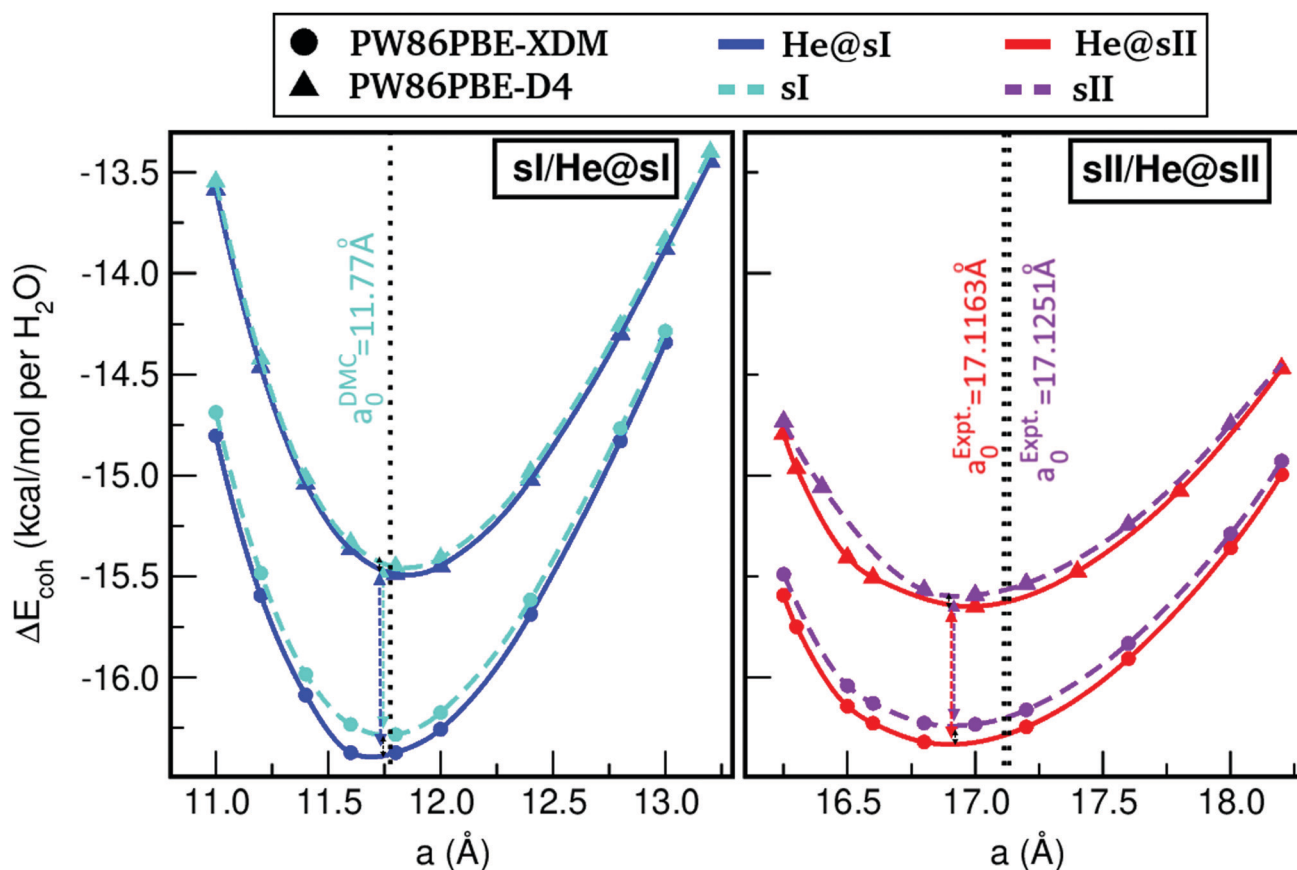 PW86PBE-XDM He@sI He@sII
PW86PBE-D4 sI sII
sI/He@sI
sII/He@sII
-13.5
-14.0
-14.5
-15.0
-15.5
-16.0
ΔE_coh (kcal/mol per H₂O)
a₀^DMC=11.77Å
a₀^Expt.=17.1163Å
a₀^Expt.=17.1251Å
11.0 11.5 12.0 12.5 13.0
16.5 17.0 17.5 18.0
a (Å)
a (Å)